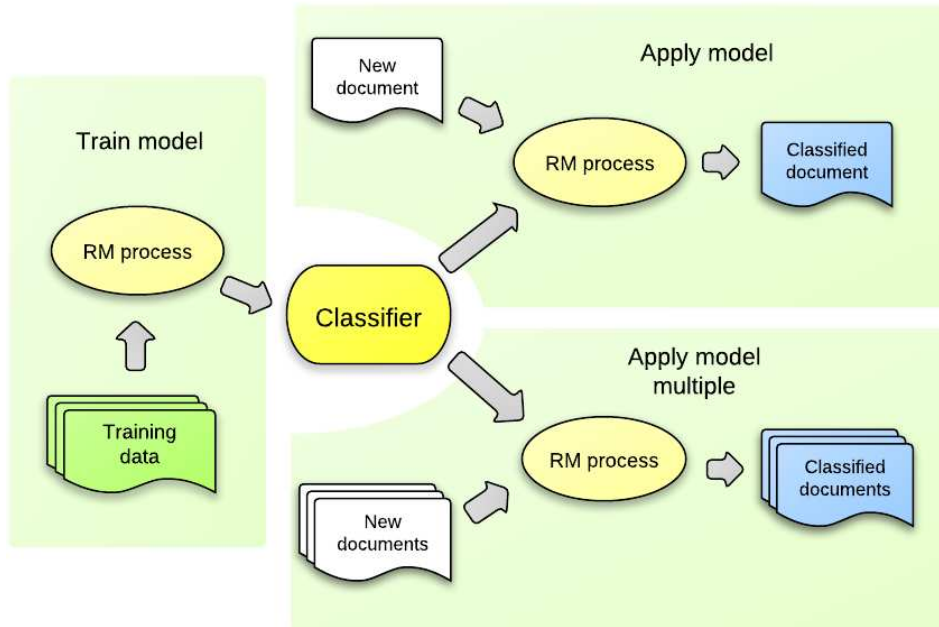 Train model
RM process
Training
data
Classifier
Apply model
New
document
RM process
Classified
document
Apply model
multiple
RM process
New
documents
Classified
documents